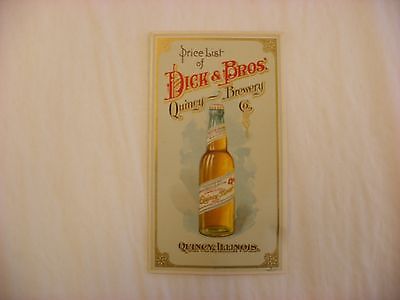 Price List
of
DICK & BROS'
Quincy Brewery
Co.
QUINCY, ILLINOIS.